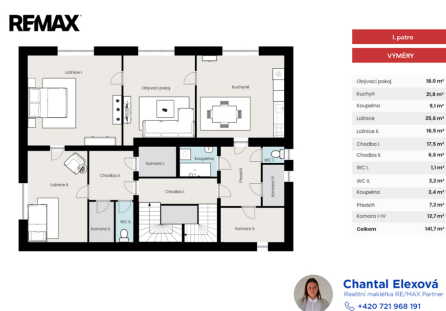 RE/MAX
1. patro
VÝMĚRY
Ložnice I.
Obývací pokoj
Kuchyně
Ložnice II.
Chodba II.
Komora I.
Koupelna
Předsíň
WC I.
Chodba I.
Komora IV.
Komora II.
WC II.
Komora II.
Obývací pokoj 18,0 m²
Kuchyň 21,8 m²
Koupelna 9,1 m²
Ložnice 25,6 m²
Ložnice II. 16,5 m²
Chodba I. 17,5 m²
Chodba II. 6,6 m²
WC I. 1,1 m²
WC II. 2,2 m²
Koupelna 3,4 m²
Předsíň 7,2 m²
Komora I-IV 12,7 m²
Celkem 141,7 m²
Chantal Elexová
Realitní makléřka RE/MAX Partner
+420 721 968 191